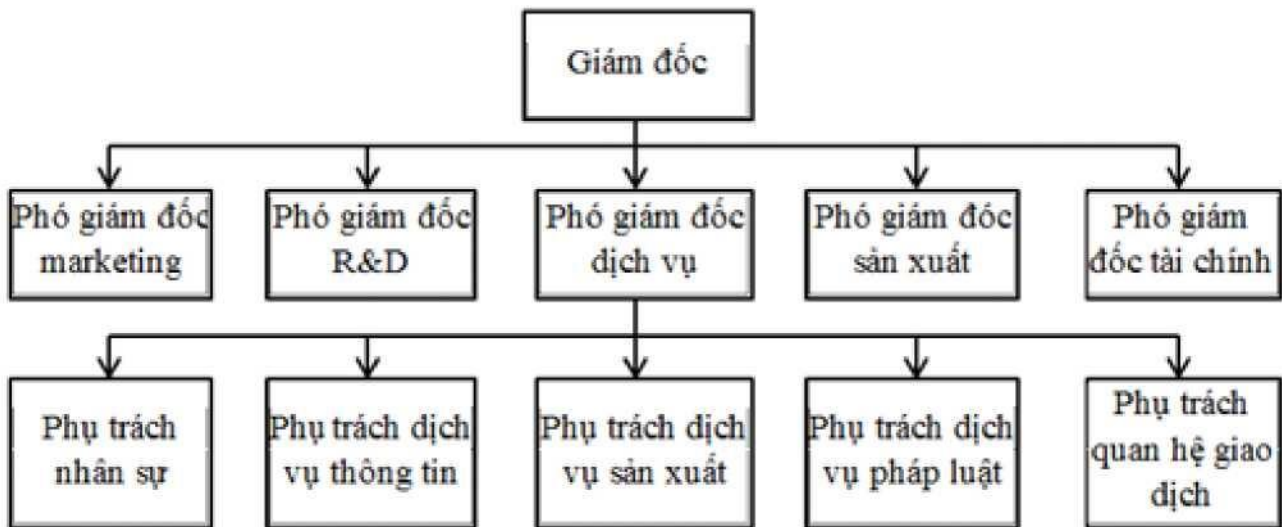 Giám đốc
Phó giám đốc
marketing
Phó giám đốc
R&D
Phó giám đốc
dịch vụ
Phó giám đóc
sản xuất
Phó giám
đốc tài chính
Phụ trách
nhân sự
Phụ trách dịch
vụ thông tin
Phụ trách dịch
vụ sản xuất
Phụ trách dịch
vụ pháp luật
Phụ trách
quan hệ giao
dịch